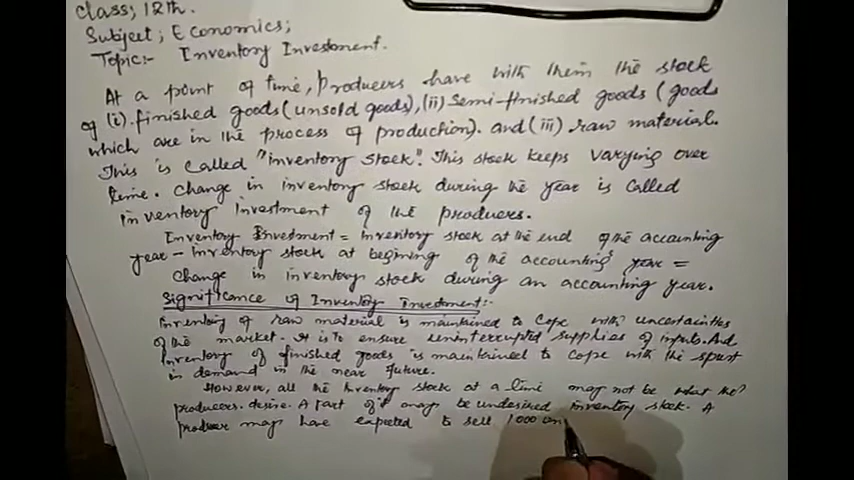 Class; 12th.
Subject; Economics;
Topic:- Inventory Investment.
At a point of time, producers have with them the stock
of (i). finished goods (unsold goods), (ii) Semi-finished goods (goods
which are in the process of production). and (iii) raw material.
This is called "inventory stock". This stock keeps varying over
time. change in inventory stock during the year is called
inventory investment of the producers.
Inventory Investment = inventory stock at the end of the accounting
year - inventory stock at begining of the accounting year =
change in inventory stock during an accounting year.
Significance of Inventory Investment:-
inventory of raw material is maintained to cope with uncertainties
of the market. it is to ensure uninterrupted supplies of inputs. And
inventory of finished goods is maintained to cope with the spurt
in demand in the near future.
However, all the inventory stock at a time may not be what the
producers. desire. A part of it may be undesired inventory stock. A
producer may have expected to sell 1000 un